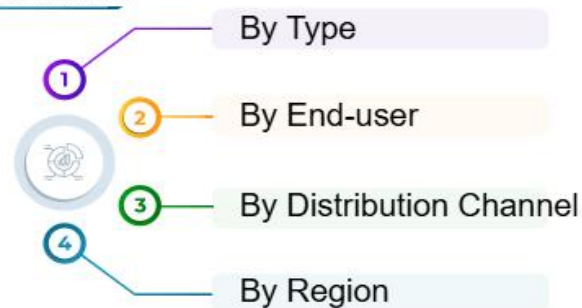 1 By Type
2 By End-user
3 By Distribution Channel
4 By Region